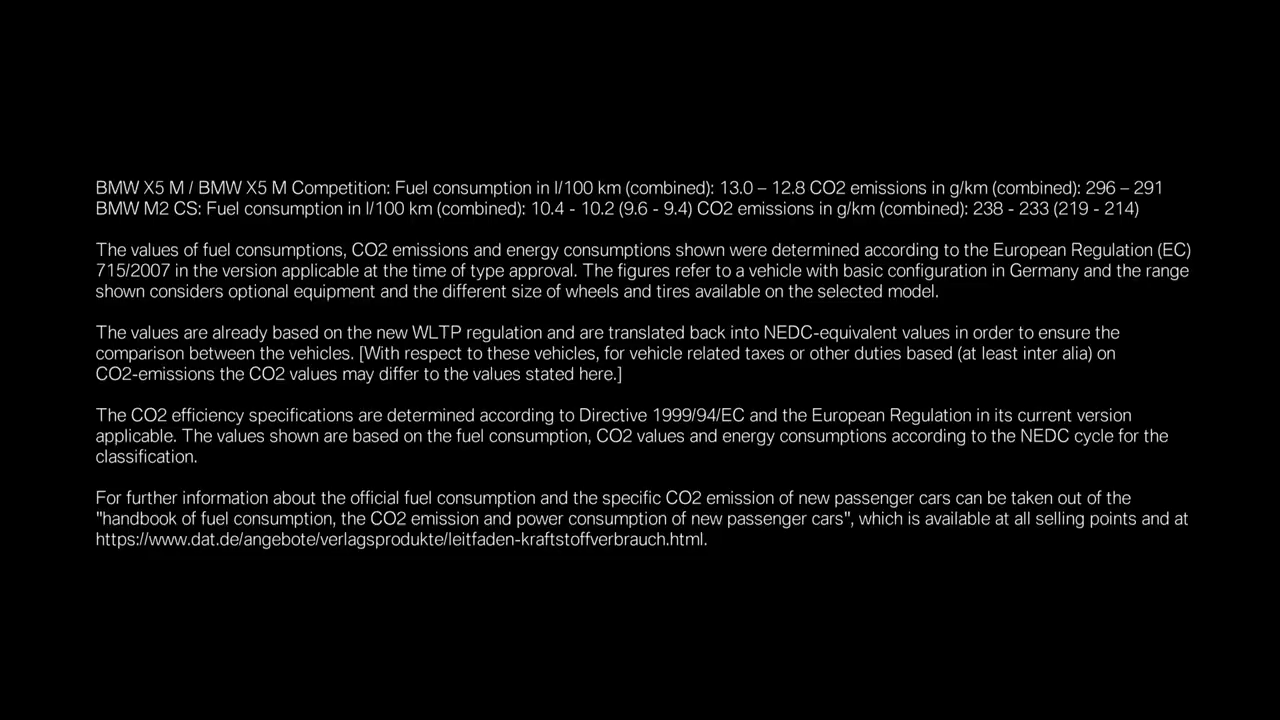 BMW X5 M / BMW X5 M Competition: Fuel consumption in l/100 km (combined): 13.0 – 12.8 CO2 emissions in g/km (combined): 296 – 291
BMW M2 CS: Fuel consumption in l/100 km (combined): 10.4 - 10.2 (9.6 - 9.4) CO2 emissions in g/km (combined): 238 - 233 (219 - 214)
The values of fuel consumptions, CO2 emissions and energy consumptions shown were determined according to the European Regulation (EC)
715/2007 in the version applicable at the time of type approval. The figures refer to a vehicle with basic configuration in Germany and the range
shown considers optional equipment and the different size of wheels and tires available on the selected model.
The values are already based on the new WLTP regulation and are translated back into NEDC-equivalent values in order to ensure the
comparison between the vehicles. [With respect to these vehicles, for vehicle related taxes or other duties based (at least inter alia) on
CO2-emissions the CO2 values may differ to the values stated here.]
The CO2 efficiency specifications are determined according to Directive 1999/94/EC and the European Regulation in its current version
applicable. The values shown are based on the fuel consumption, CO2 values and energy consumptions according to the NEDC cycle for the
classification.
For further information about the official fuel consumption and the specific CO2 emission of new passenger cars can be taken out of the
"handbook of fuel consumption, the CO2 emission and power consumption of new passenger cars", which is available at all selling points and at
https://www.dat.de/angebote/verlagsprodukte/leitfaden-kraftstoffverbrauch.html.